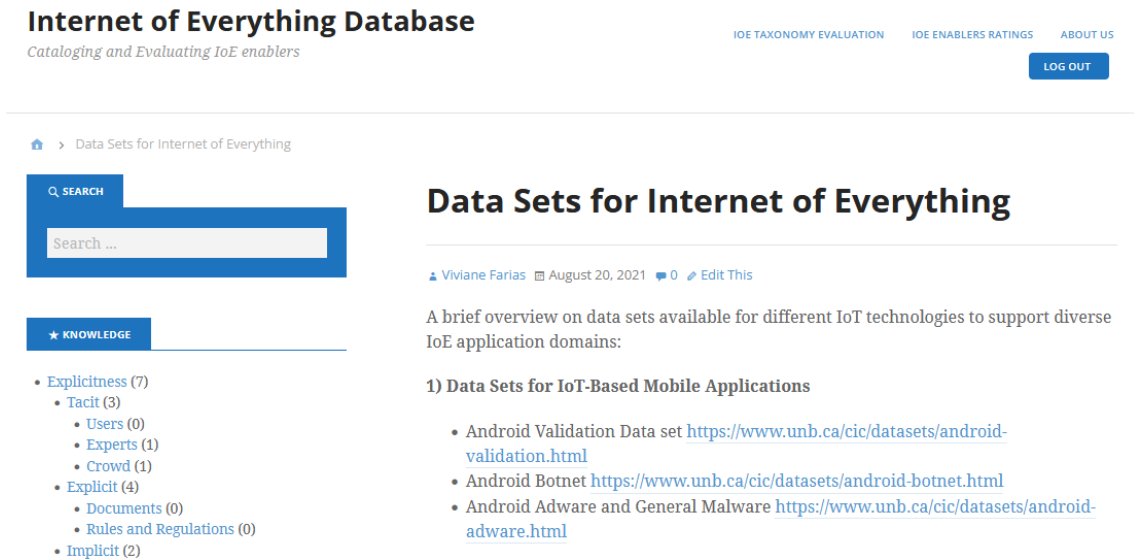 Internet of Everything Database
Cataloging and Evaluating IoE enablers
IOE TAXONOMY EVALUATION
IOE ENABLERS RATINGS
ABOUT US
LOG OUT
> Data Sets for Internet of Everything
SEARCH
Search ...
KNOWLEDGE
• Explicitness (7)
• Tacit (3)
• Users (0)
• Experts (1)
• Crowd (1)
• Explicit (4)
• Documents (0)
• Rules and Regulations (0)
• Implicit (2)
Data Sets for Internet of Everything
Viviane Farias August 20, 2021 0 Edit This
A brief overview on data sets available for different IoT technologies to support diverse
IoE application domains:
1) Data Sets for IoT-Based Mobile Applications
• Android Validation Data set https://www.unb.ca/cic/datasets/android-
validation.html
• Android Botnet https://www.unb.ca/cic/datasets/android-botnet.html
• Android Adware and General Malware https://www.unb.ca/cic/datasets/android-
adware.html